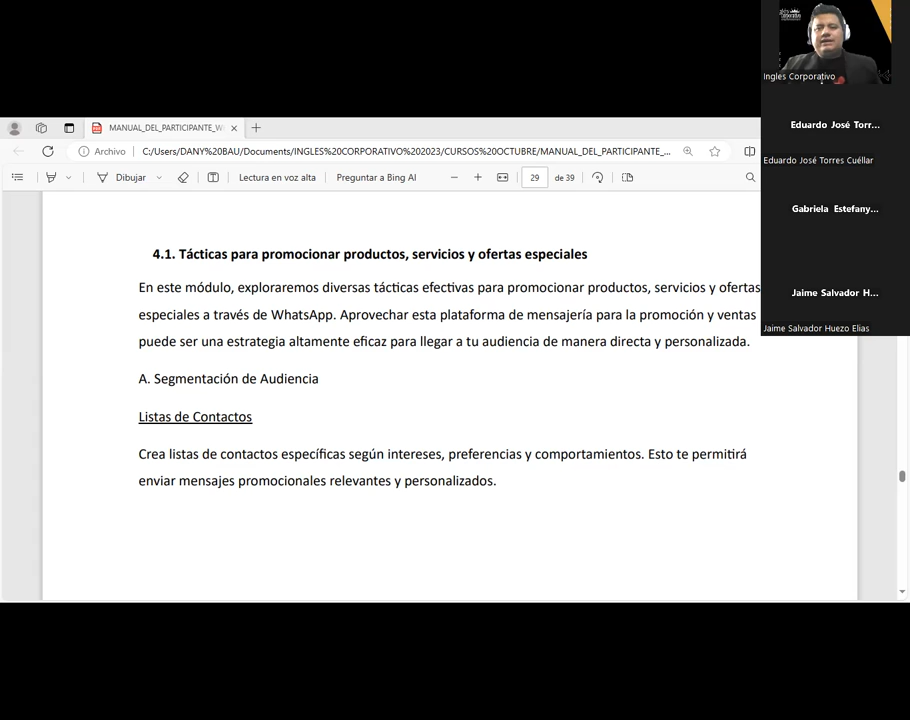 Ingles Corporativo
Eduardo José Torr...
Eduardo José Torres Cuéllar
Gabriela Estefany...
Jaime Salvador H...
Jaime Salvador Huezo Elias
MANUAL_DEL_PARTICIPANTE_W
Archivo
C:/Users/DANY%20BAU/Documents/INGLES%20CORPORATIVO%202023/CURSOS%20OCTUBRE/MANUAL_DEL_PARTICIPANTE_...
Dibujar
Lectura en voz alta
Preguntar a Bing AI
29
de 39
4.1. Tácticas para promocionar productos, servicios y ofertas especiales
En este módulo, exploraremos diversas tácticas efectivas para promocionar productos, servicios y ofertas
especiales a través de WhatsApp. Aprovechar esta plataforma de mensajería para la promoción y ventas
puede ser una estrategia altamente eficaz para llegar a tu audiencia de manera directa y personalizada.
A. Segmentación de Audiencia
Listas de Contactos
Crea listas de contactos específicas según intereses, preferencias y comportamientos. Esto te permitirá
enviar mensajes promocionales relevantes y personalizados.